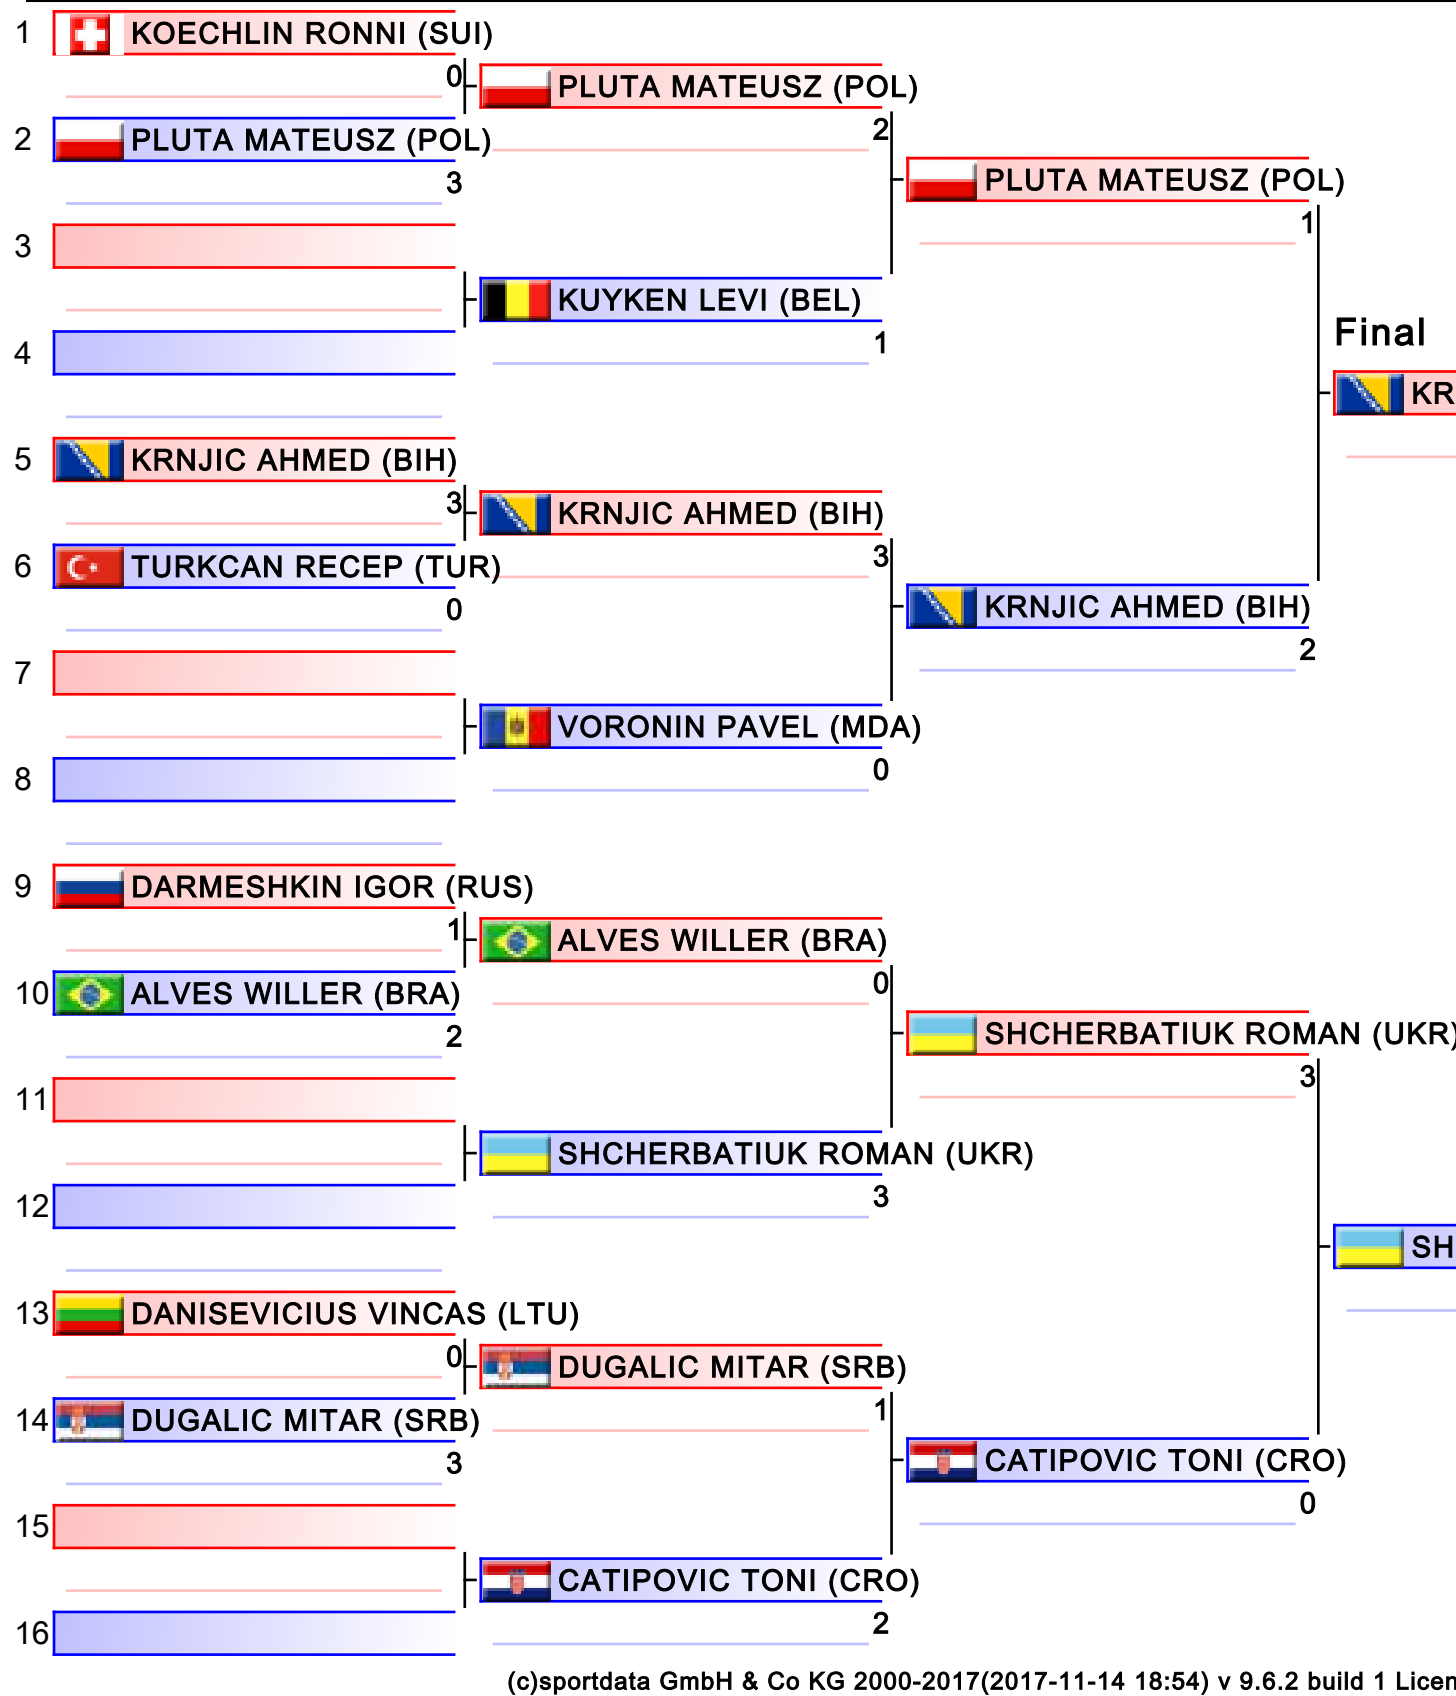 1 KOECHLIN RONNI (SUI)
0
PLUTA MATEUSZ (POL)
2
2 PLUTA MATEUSZ (POL)
3
PLUTA MATEUSZ (POL)
1
3
KUYKEN LEVI (BEL)
1
4
Final
KR
5 KRNJIC AHMED (BIH)
3
KRNJIC AHMED (BIH)
3
6 TURKCAN RECEP (TUR)
0
KRNJIC AHMED (BIH)
2
7
VORONIN PAVEL (MDA)
0
8
9 DARMESHKIN IGOR (RUS)
1
ALVES WILLER (BRA)
0
10 ALVES WILLER (BRA)
2
SHCHERBATIUK ROMAN (UKR)
3
11
SHCHERBATIUK ROMAN (UKR)
3
12
SH
13 DANISEVICIUS VINCAS (LTU)
0
DUGALIC MITAR (SRB)
1
14 DUGALIC MITAR (SRB)
3
CATIPOVIC TONI (CRO)
0
15
CATIPOVIC TONI (CRO)
2
16
(c)sportdata GmbH & Co KG 2000-2017(2017-11-14 18:54) v 9.6.2 build 1 Licen